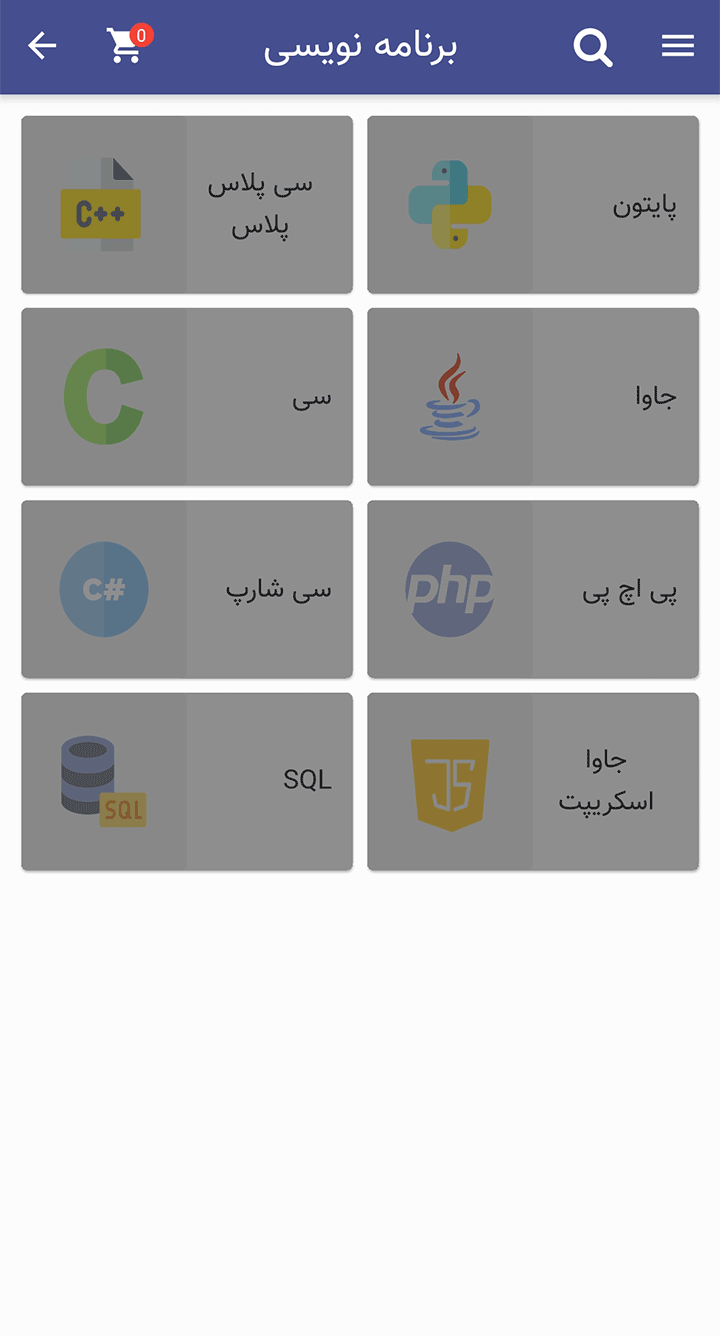 برنامه نویسی
0
پایتون
سی پلاس
پلاس
C++
جاوا
سی
C
پی اچ پی
php
سی شارپ
C#
جاوا
اسکریپت
JS
SQL
SQL